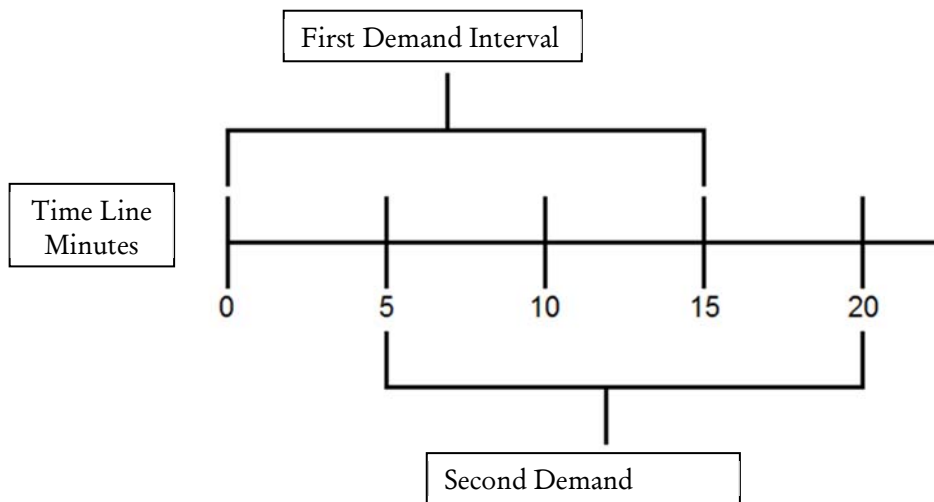 First Demand Interval
Time Line
Minutes
0 5 10 15 20
Second Demand